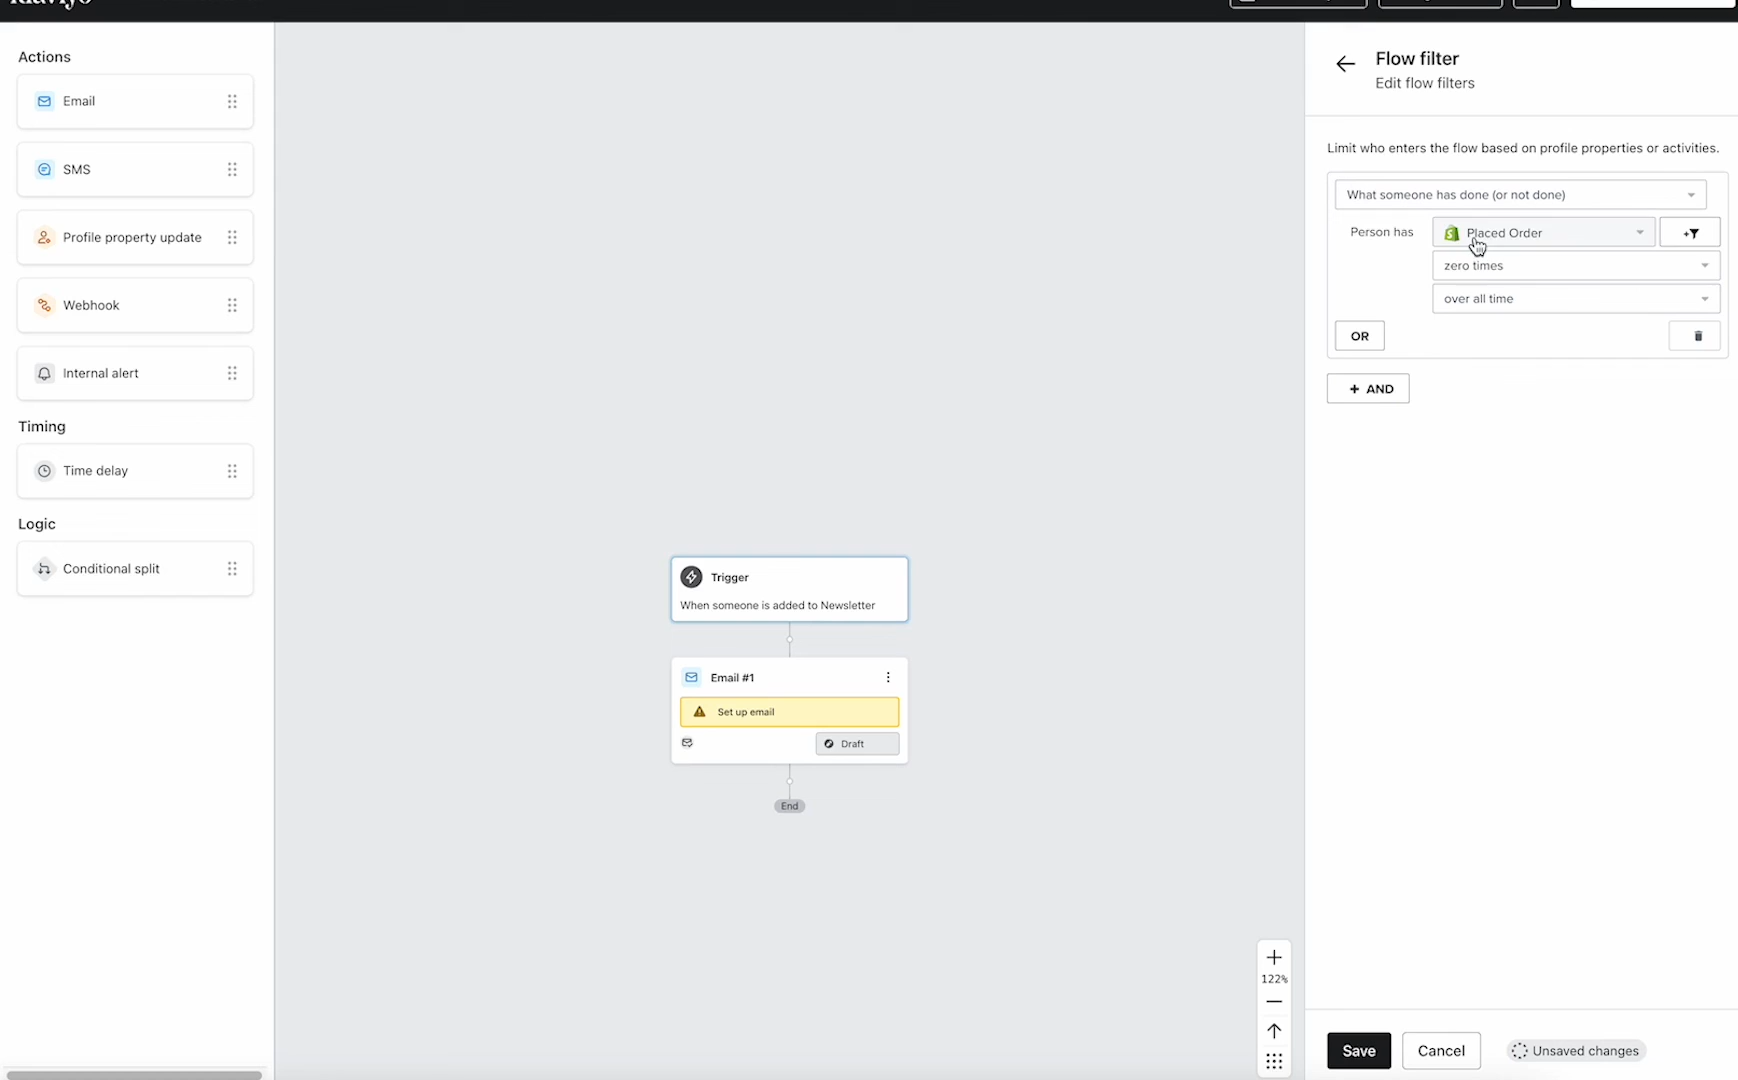 Klaviyo
Actions
Email
SMS
Profile property update
Webhook
Internal alert
Timing
Time delay
Logic
Conditional split
Trigger
When someone is added to Newsletter
Email #1
Set up email
Draft
End
122%
Flow filter
Edit flow filters
Limit who enters the flow based on profile properties or activities.
What someone has done (or not done)
Person has
Placed Order
zero times
over all time
OR
+ AND
Save
Cancel
Unsaved changes